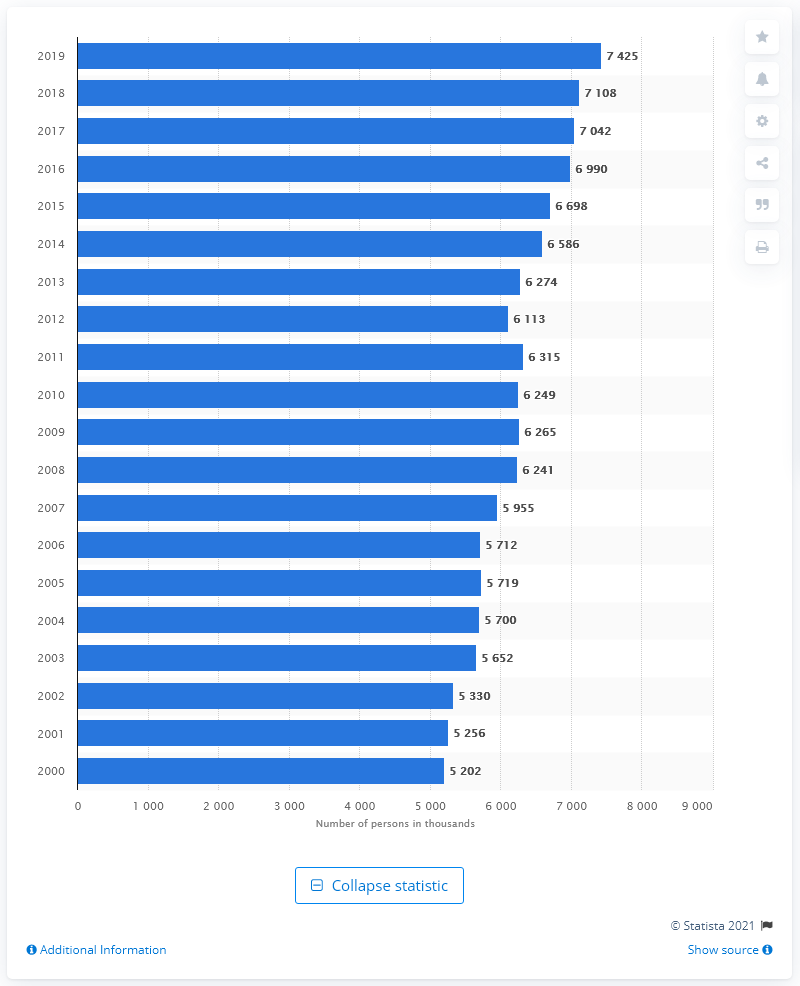 2019 7 425
2018 7 108
2017 7 042
2016 6 990
2015 6 698
2014 6 586
2013 6 274
2012 6 113
2011 6 315
2010 6 249
2009 6 265
2008 6 241
2007 5 955
2006 5 712
2005 5 719
2004 5 700
2003 5 652
2002 5 330
2001 5 256
2000 5 202
0 1 000 2 000 3 000 4 000 5 000 6 000 7 000 8 000 9 000
Number of persons in thousands
Collapse statistic
© Statista 2021
Additional Information Show source